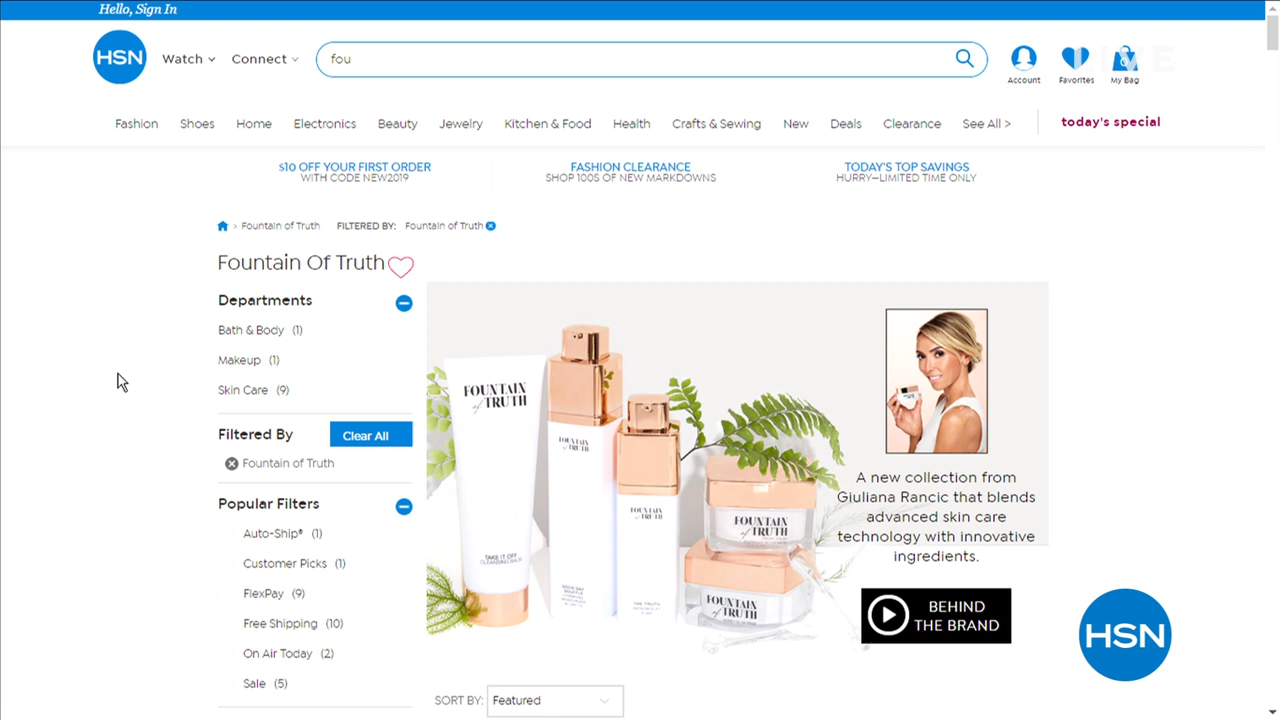 Hello, Sign In
HSN
Watch
Connect
fou
Account
Favorites
My Bag
LIVE
0
Fashion
Shoes
Home
Electronics
Beauty
Jewelry
Kitchen & Food
Health
Crafts & Sewing
New
Deals
Clearance
See All >
today's special
$10 OFF YOUR FIRST ORDER
WITH CODE NEW2019
FASHION CLEARANCE
SHOP 100S OF NEW MARKDOWNS
TODAY'S TOP SAVINGS
HURRY—LIMITED TIME ONLY
> Fountain of Truth
FILTERED BY:
Fountain of Truth
Fountain Of Truth
Departments
Bath & Body (1)
Makeup (1)
Skin Care (9)
Filtered By
Clear All
Fountain of Truth
Popular Filters
Auto-Ship® (1)
Customer Picks (1)
FlexPay (9)
Free Shipping (10)
On Air Today (2)
Sale (5)
FOUNTAIN
of TRUTH
TAKE IT OFF
CLEANSING BALM
FOUNTAIN
of TRUTH
FOUNTAIN
of TRUTH
THE TRUTH
FOUNTAIN
of TRUTH
FOUNTAIN
of TRUTH
A new collection from
Giuliana Rancic that blends
advanced skin care
technology with innovative
ingredients.
BEHIND
THE BRAND
HSN
SORT BY:
Featured